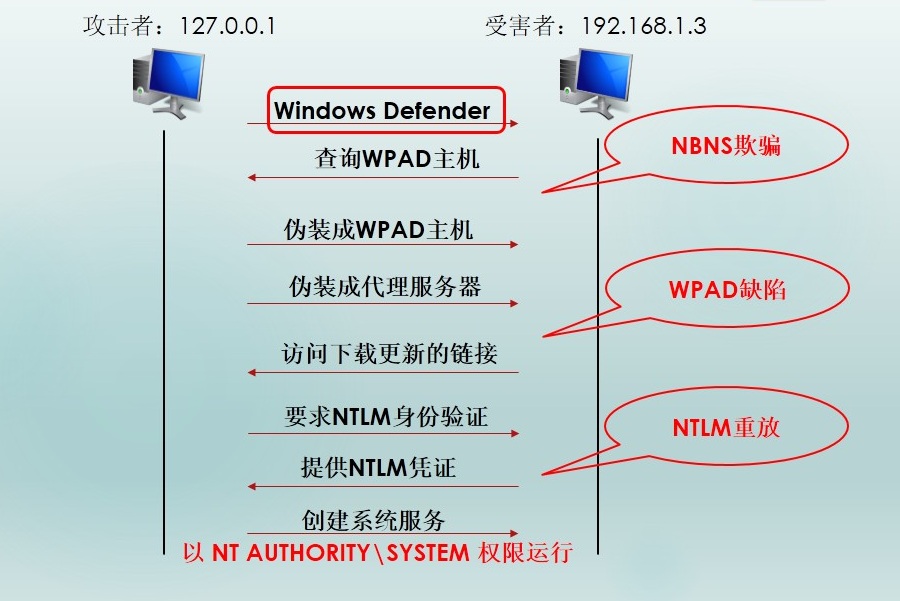 攻击者：127.0.0.1
受害者：192.168.1.3
Windows Defender
NBNS欺骗
查询WPAD主机
伪装成WPAD主机
伪装成代理服务器
WPAD缺陷
访问下载更新的链接
要求NTLM身份验证
NTLM重放
提供NTLM凭证
创建系统服务
以 NT AUTHORITY\SYSTEM 权限运行